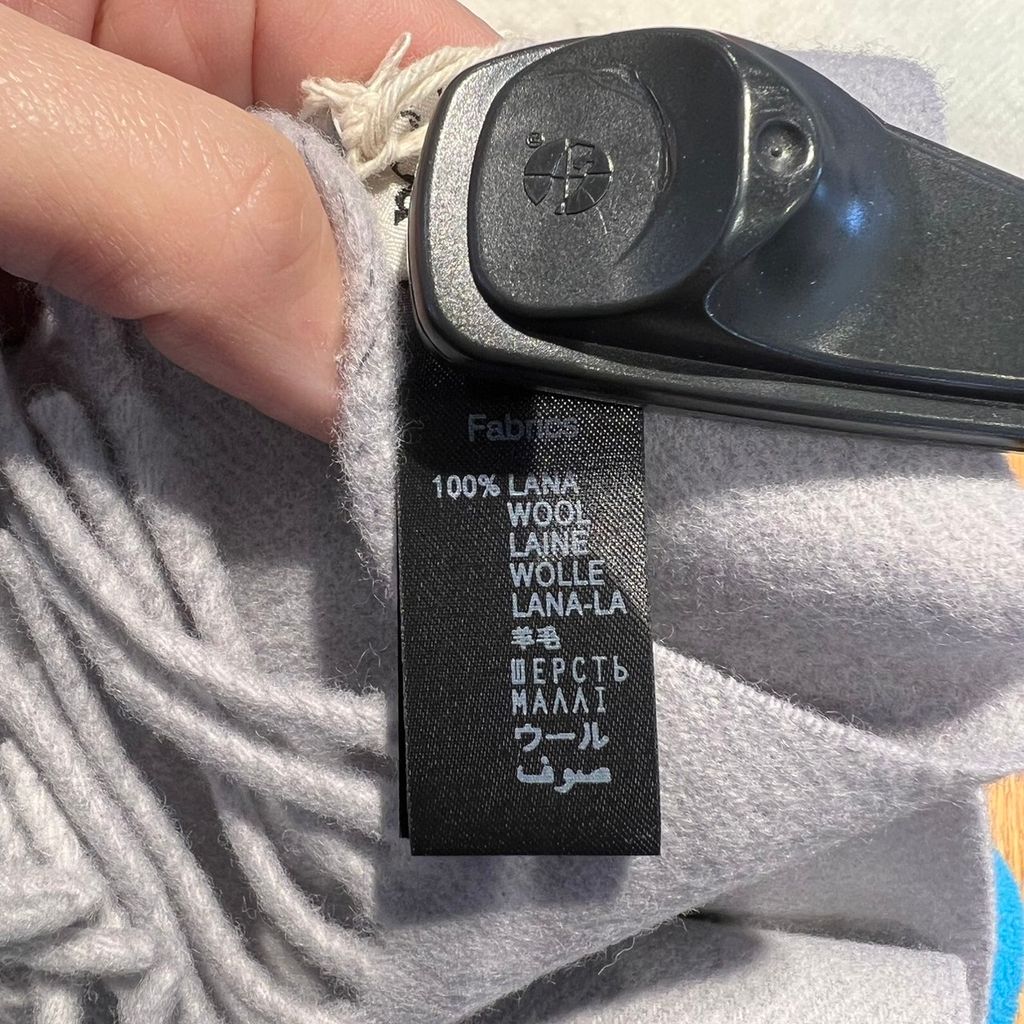 Fabrics
100% LANA
WOOL
LAINE
WOLLE
LANA-LA
羊毛
ШЕРСТЬ
ΜΑΛΛΙ
ウール
صوف